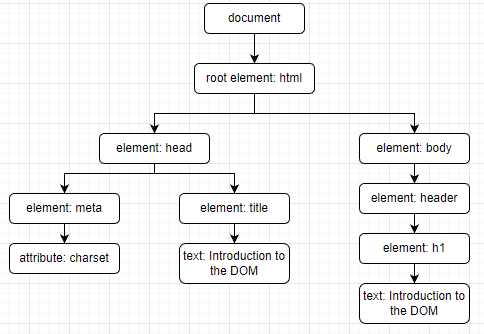 document
root element: html
element: head
element: body
element: meta
element: title
element: header
attribute: charset
text: Introduction to
the DOM
element: h1
text: Introduction to
the DOM